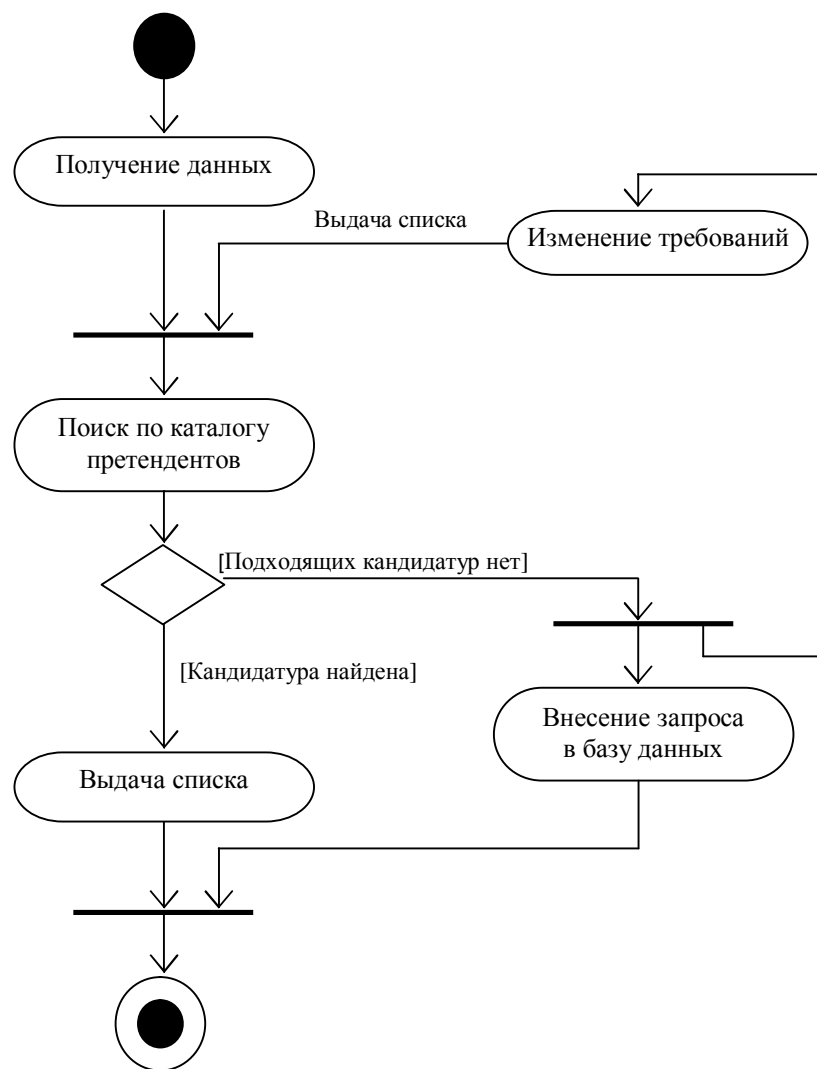 Получение данных
Выдача списка
Изменение требований
Поиск по каталогу
претендентов
[Подходящих кандидатур нет]
[Кандидатура найдена]
Внесение запроса
в базу данных
Выдача списка